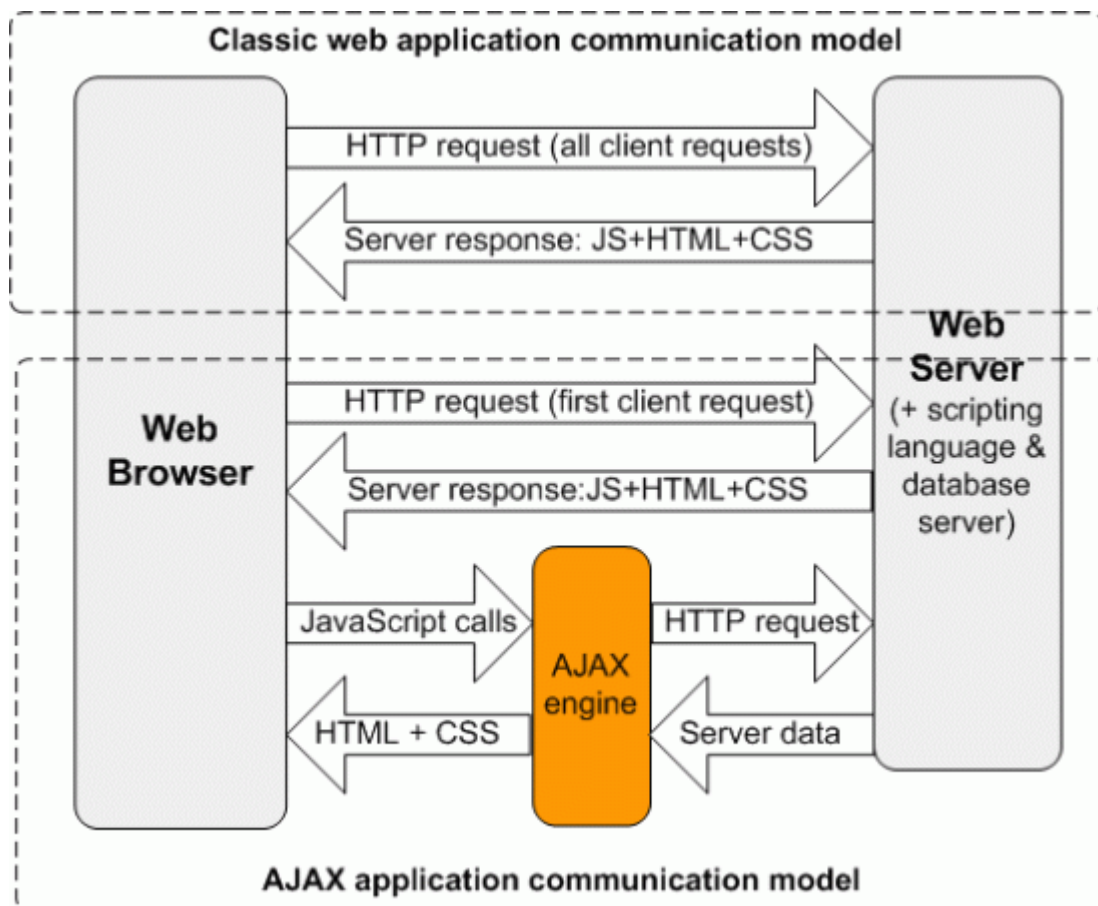 Classic web application communication model
HTTP request (all client requests)
Server response: JS+HTML+CSS
Web
Server
(+ scripting
language &
database
server)
HTTP request (first client request)
Web
Browser
Server response:JS+HTML+CSS
JavaScript calls
HTTP request
AJAX
engine
HTML + CSS
Server data
AJAX application communication model